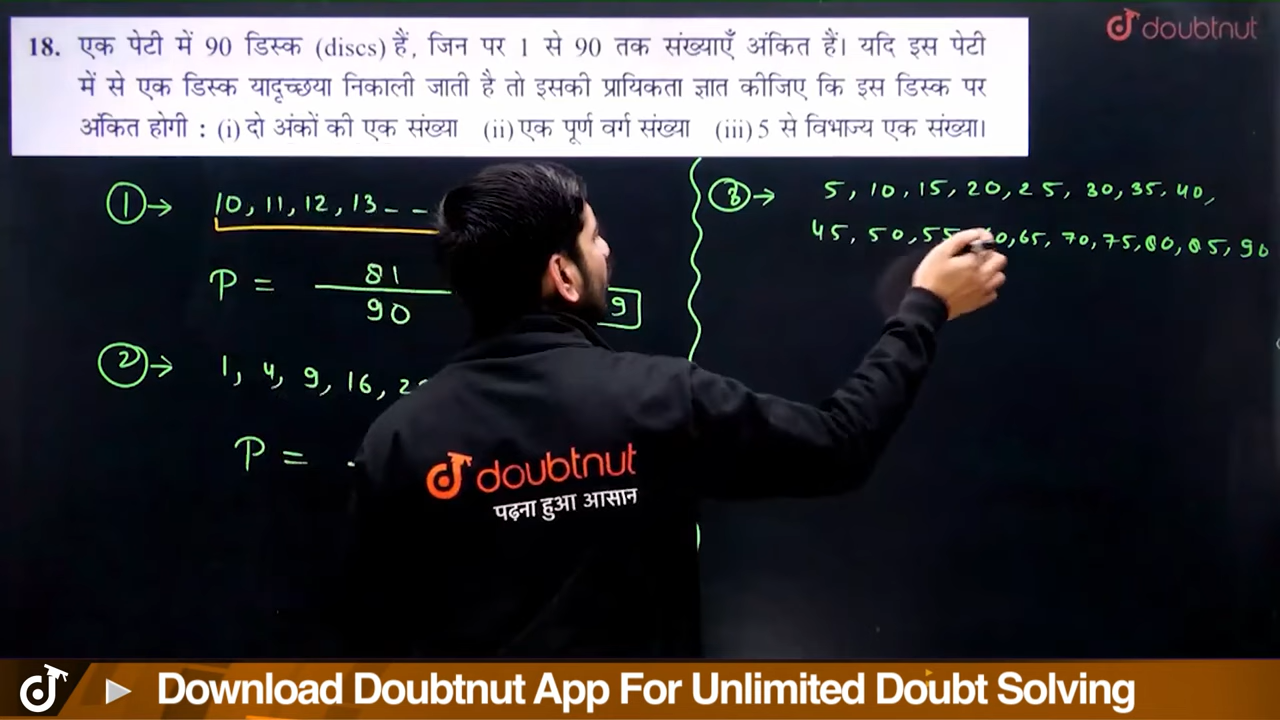 doubtnut
18. एक पेटी में 90 डिस्क (discs) हैं, जिन पर 1 से 90 तक संख्याएँ अंकित हैं। यदि इस पेटी
में से एक डिस्क यादृच्छया निकाली जाती है तो इसकी प्रायिकता ज्ञात कीजिए कि इस डिस्क पर
अंकित होगी : (i) दो अंकों की एक संख्या (ii) एक पूर्ण वर्ग संख्या (iii) 5 से विभाज्य एक संख्या।
① → 10, 11, 12, 13 - -
P = 81
90
9
② → 1, 4, 9, 16, 2
P =
③ → 5, 10, 15, 20, 25, 30, 35, 40,
45, 50, 55, 60, 65, 70, 75, 80, 85, 90
doubtnut
पढ़ना हुआ आसान
Download Doubtnut App For Unlimited Doubt Solving